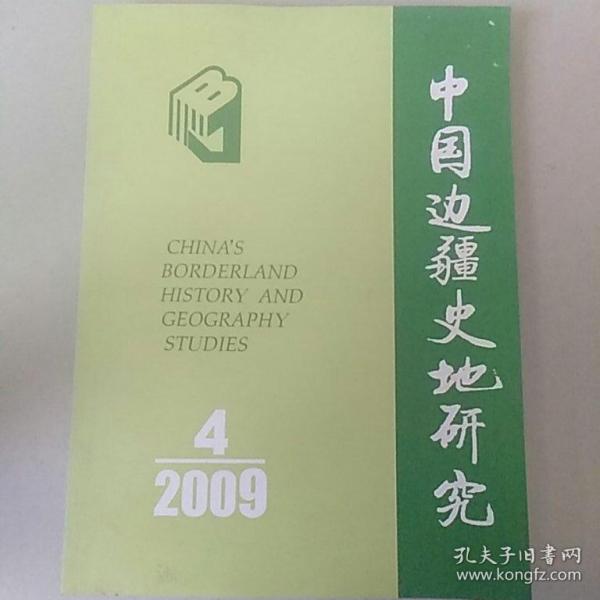 中国边疆史地研究
CHINA'S
BORDERLAND
HISTORY AND
GEOGRAPHY
STUDIES
4
2009
孔夫子旧书网
www.kongfz.com